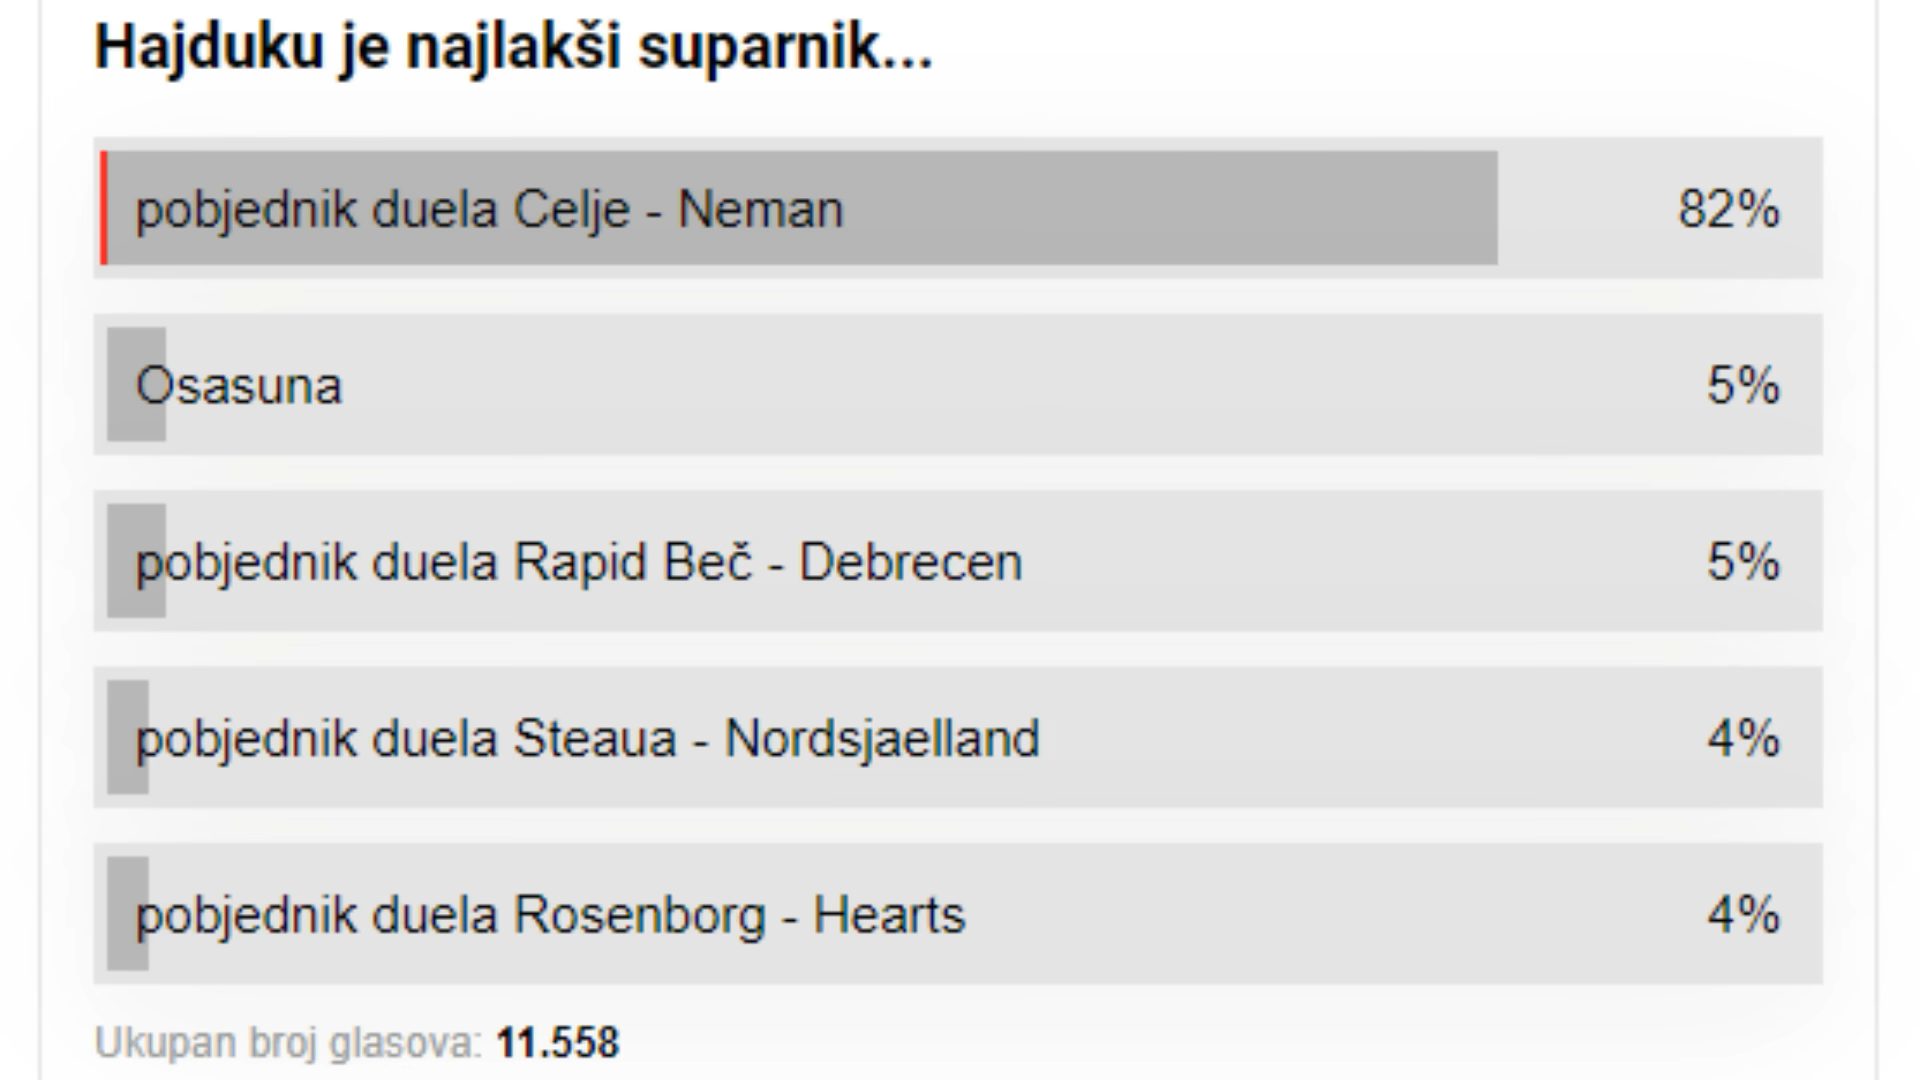 Hajduku je najlakši suparnik...
pobjednik duela Celje - Neman 82%
Osasuna 5%
pobjednik duela Rapid Beč - Debrecen 5%
pobjednik duela Steaua - Nordsjaelland 4%
pobjednik duela Rosenborg - Hearts 4%
Ukupan broj glasova: 11.558